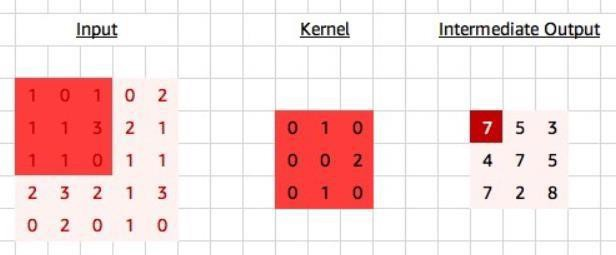 Input Kernel Intermediate Output
1 0 1 0 2
1 1 3 2 1 0 1 0 7 5 3
1 1 0 1 1 0 0 2 4 7 5
2 3 2 1 3 0 1 0 7 2 8
0 2 0 1 0